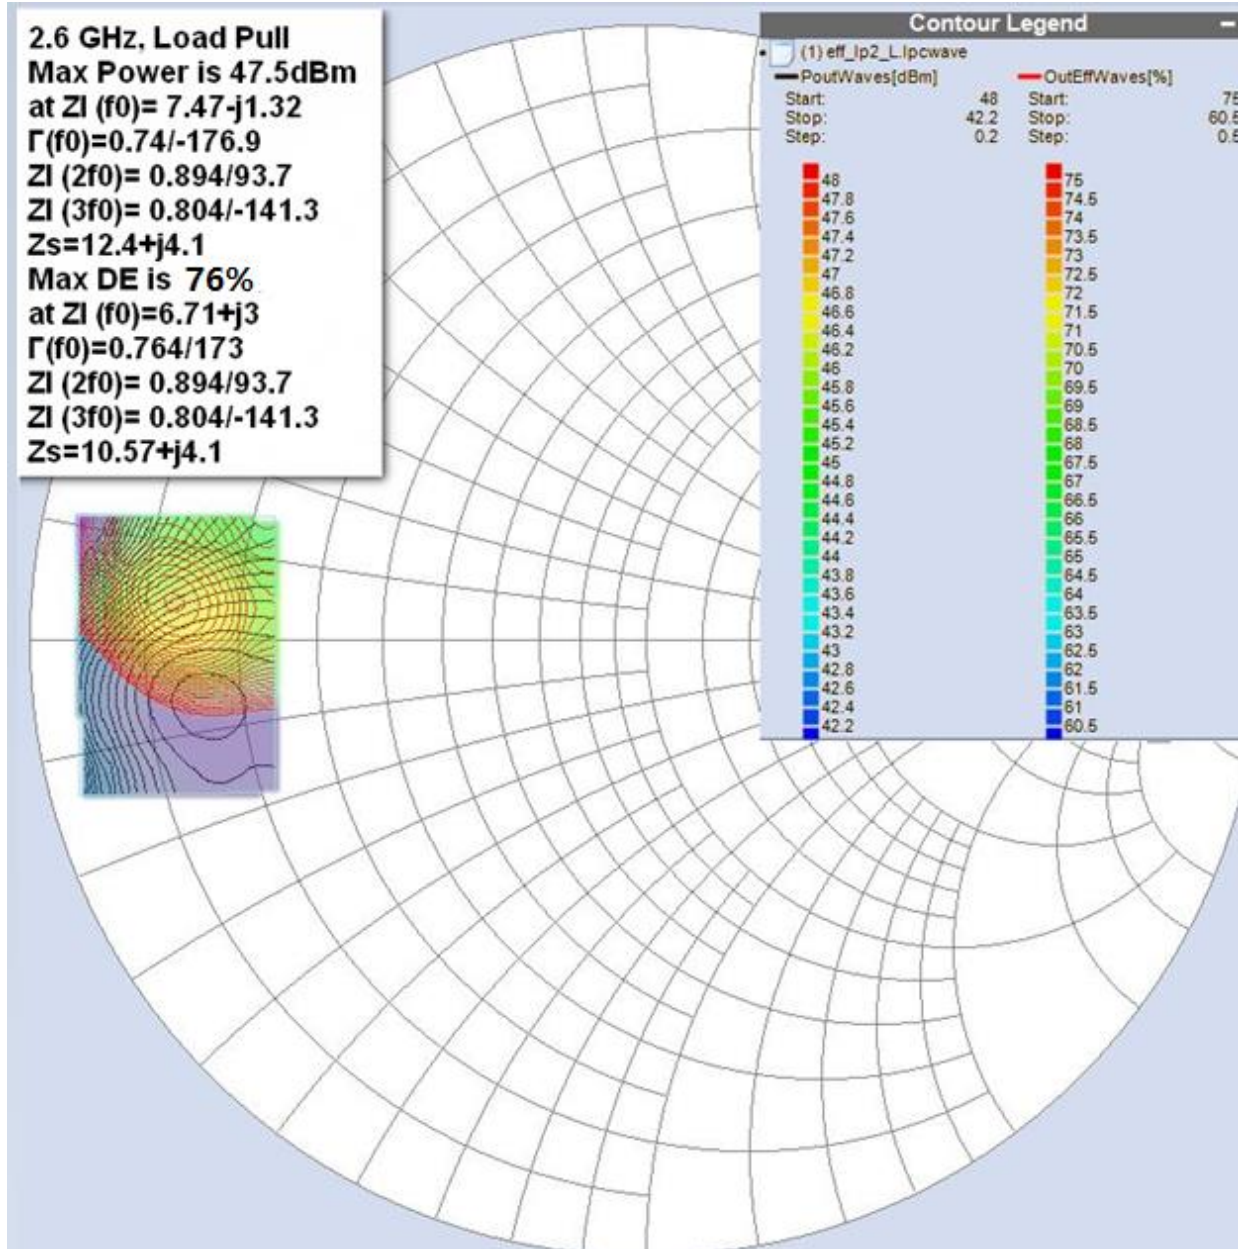 2.6 GHz, Load Pull
Max Power is 47.5dBm
at Zl (f0)= 7.47-j1.32
Γ(f0)=0.74/-176.9
Zl (2f0)= 0.894/93.7
Zl (3f0)= 0.804/-141.3
Zs=12.4+j4.1
Max DE is 76%
at Zl (f0)=6.71+j3
Γ(f0)=0.764/173
Zl (2f0)= 0.894/93.7
Zl (3f0)= 0.804/-141.3
Zs=10.57+j4.1
Contour Legend
(1) eff_lp2_L.lpcwave
PoutWaves[dBm]
Start: 48
Stop: 42.2
Step: 0.2
48
47.8
47.6
47.4
47.2
47
46.8
46.6
46.4
46.2
46
45.8
45.6
45.4
45.2
45
44.8
44.6
44.4
44.2
44
43.8
43.6
43.4
43.2
43
42.8
42.6
42.4
42.2
OutEffWaves[%]
Start: 75
Stop: 60.5
Step: 0.5
75
74.5
74
73.5
73
72.5
72
71.5
71
70.5
70
69.5
69
68.5
68
67.5
67
66.5
66
65.5
65
64.5
64
63.5
63
62.5
62
61.5
61
60.5